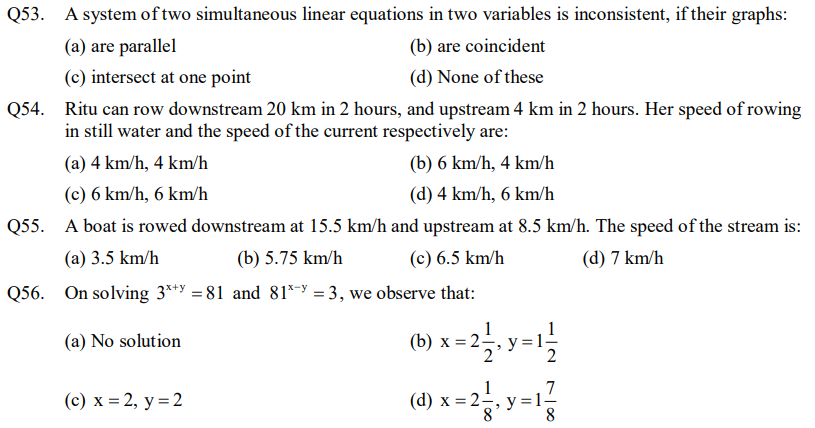 Q53. A system of two simultaneous linear equations in two variables is inconsistent, if their graphs:
(a) are parallel (b) are coincident
(c) intersect at one point (d) None of these
Q54. Ritu can row downstream 20 km in 2 hours, and upstream 4 km in 2 hours. Her speed of rowing
in still water and the speed of the current respectively are:
(a) 4 km/h, 4 km/h (b) 6 km/h, 4 km/h
(c) 6 km/h, 6 km/h (d) 4 km/h, 6 km/h
Q55. A boat is rowed downstream at 15.5 km/h and upstream at 8.5 km/h. The speed of the stream is:
(a) 3.5 km/h (b) 5.75 km/h (c) 6.5 km/h (d) 7 km/h
Q56. On solving 3^{x+y} = 81 and 81^{x−y} = 3, we observe that:
(a) No solution (b) x = 2 1/2, y = 1 1/2
(c) x = 2, y = 2 (d) x = 2 1/8, y = 1 7/8